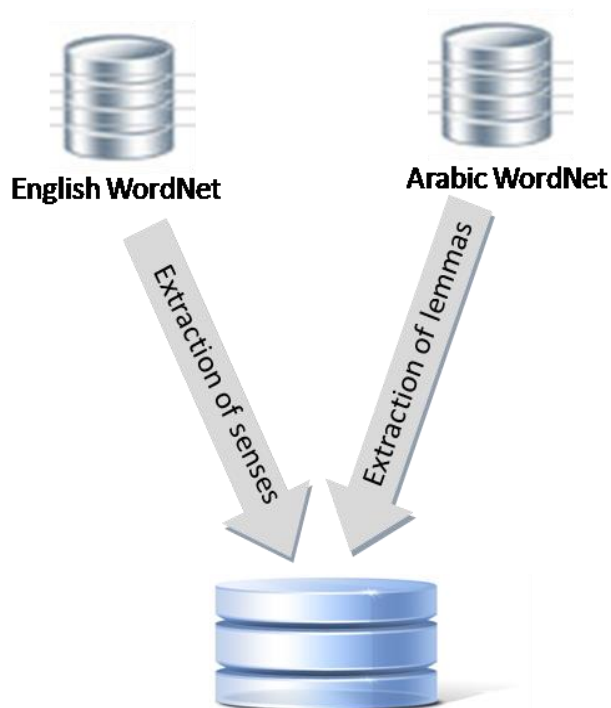 English WordNet
Arabic WordNet
Extraction of senses
Extraction of lemmas